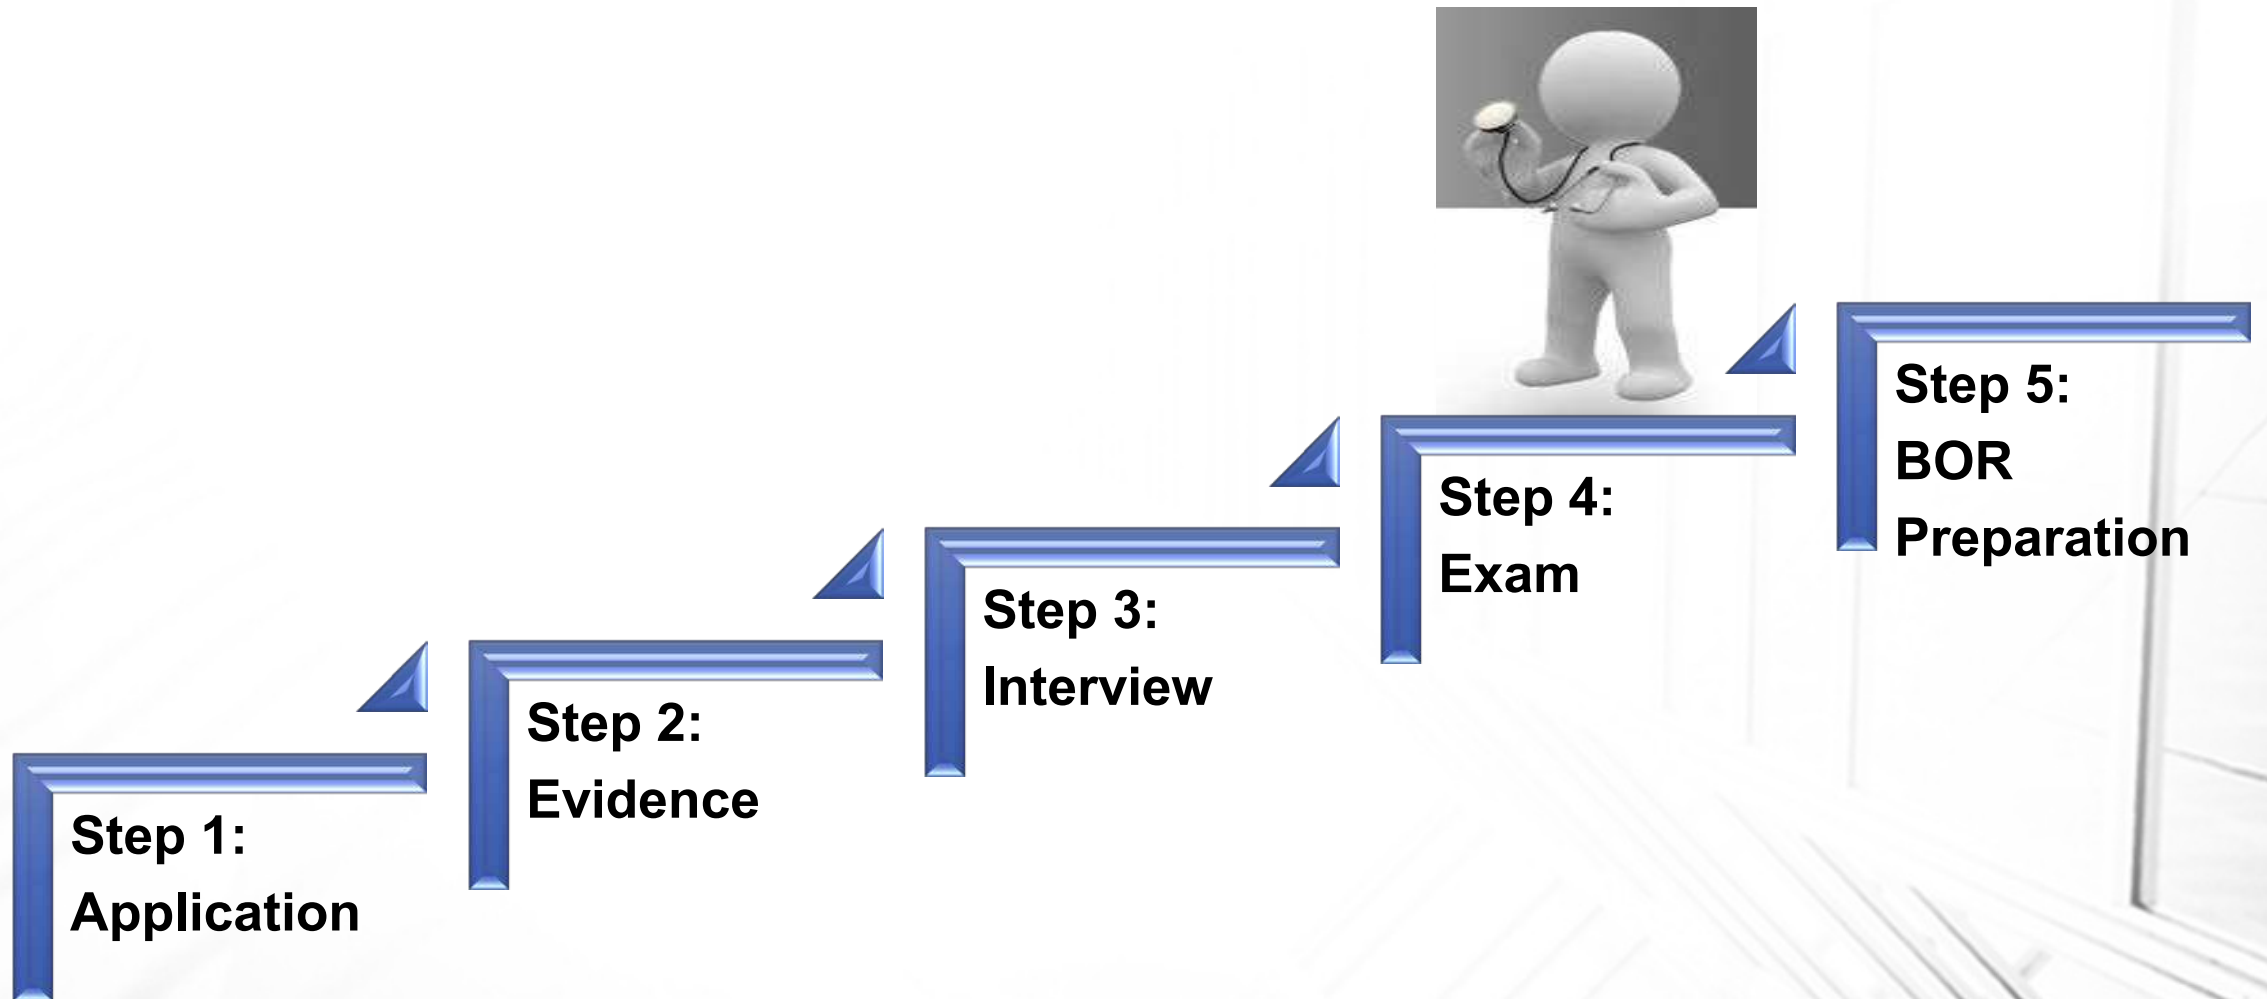 Step 1:
Application
Step 2:
Evidence
Step 3:
Interview
Step 4:
Exam
Step 5:
BOR
Preparation